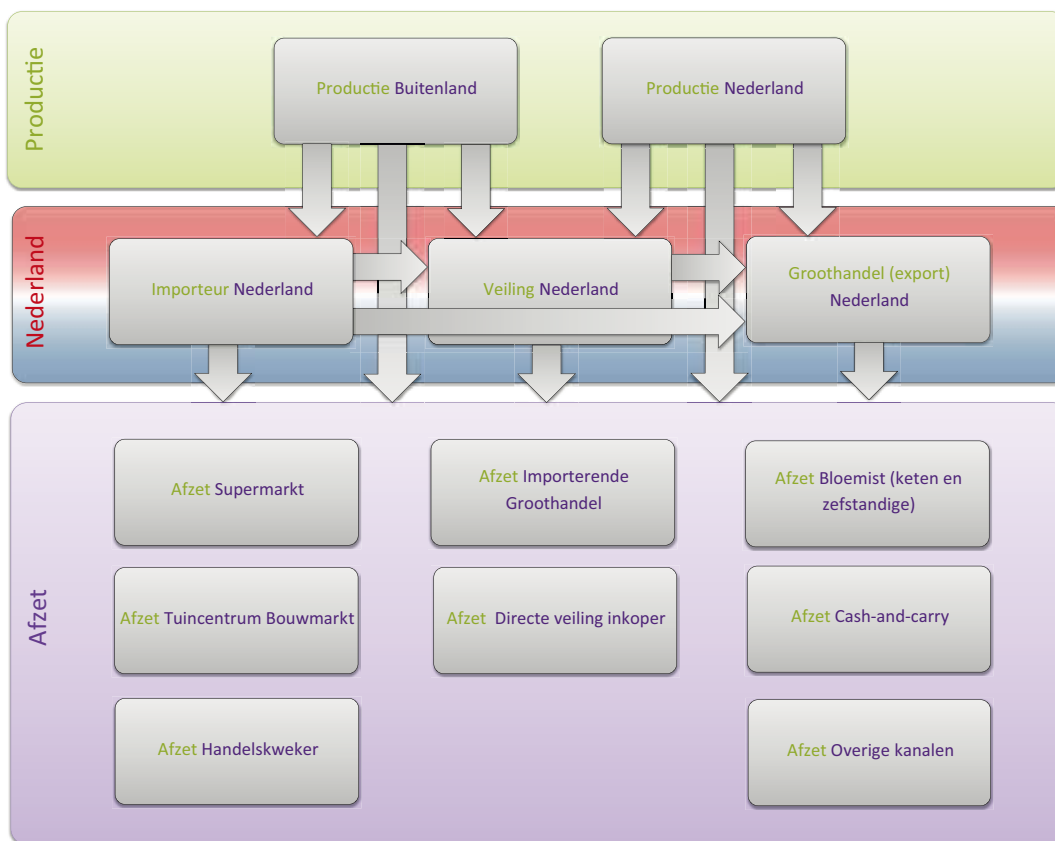 Productie
Productie Buitenland
Productie Nederland
Nederland
Importeur Nederland
Veiling Nederland
Groothandel (export)
Nederland
Afzet
Afzet Supermarkt
Afzet Importerende
Groothandel
Afzet Bloemist (keten en
zefstandige)
Afzet Tuincentrum Bouwmarkt
Afzet Directe veiling inkoper
Afzet Cash-and-carry
Afzet Handelskweker
Afzet Overige kanalen